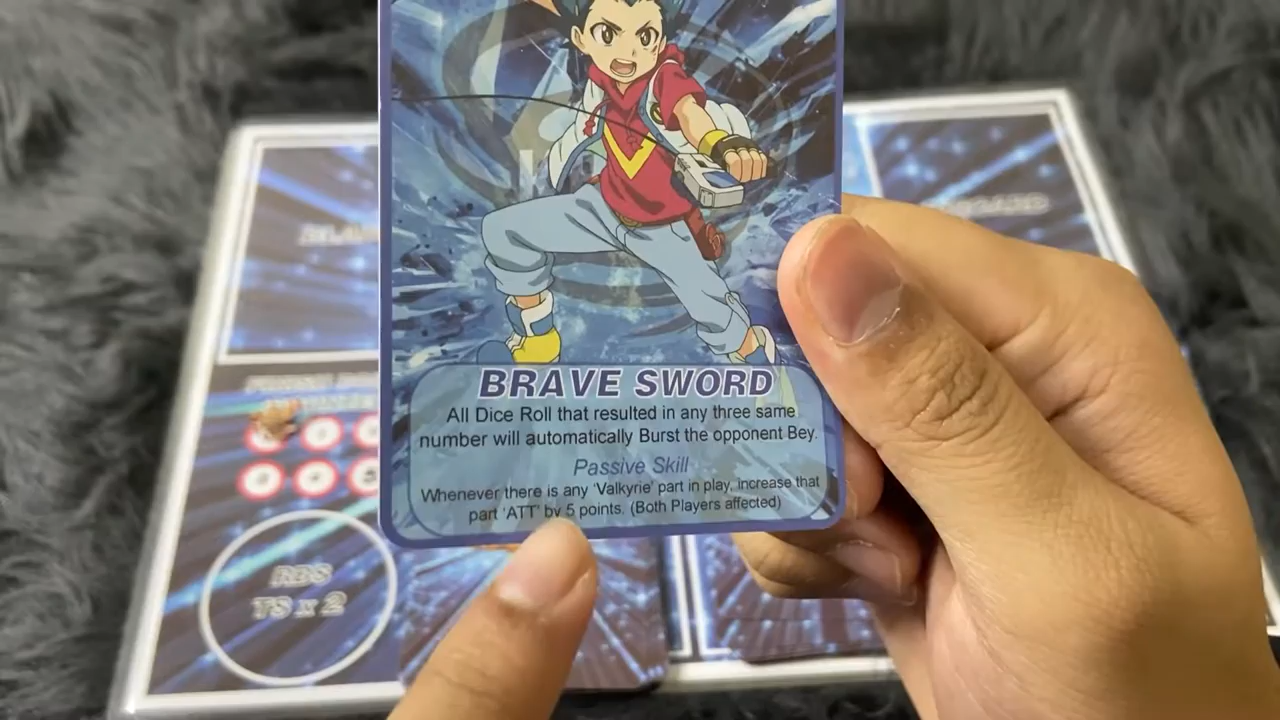 BRAVE SWORD
All Dice Roll that resulted in any three same
number will automatically Burst the opponent Bey.
Passive Skill
Whenever there is any 'Valkyrie' part in play, increase that
part 'ATT' by 5 points. (Both Players affected)
RBS
TS x 2